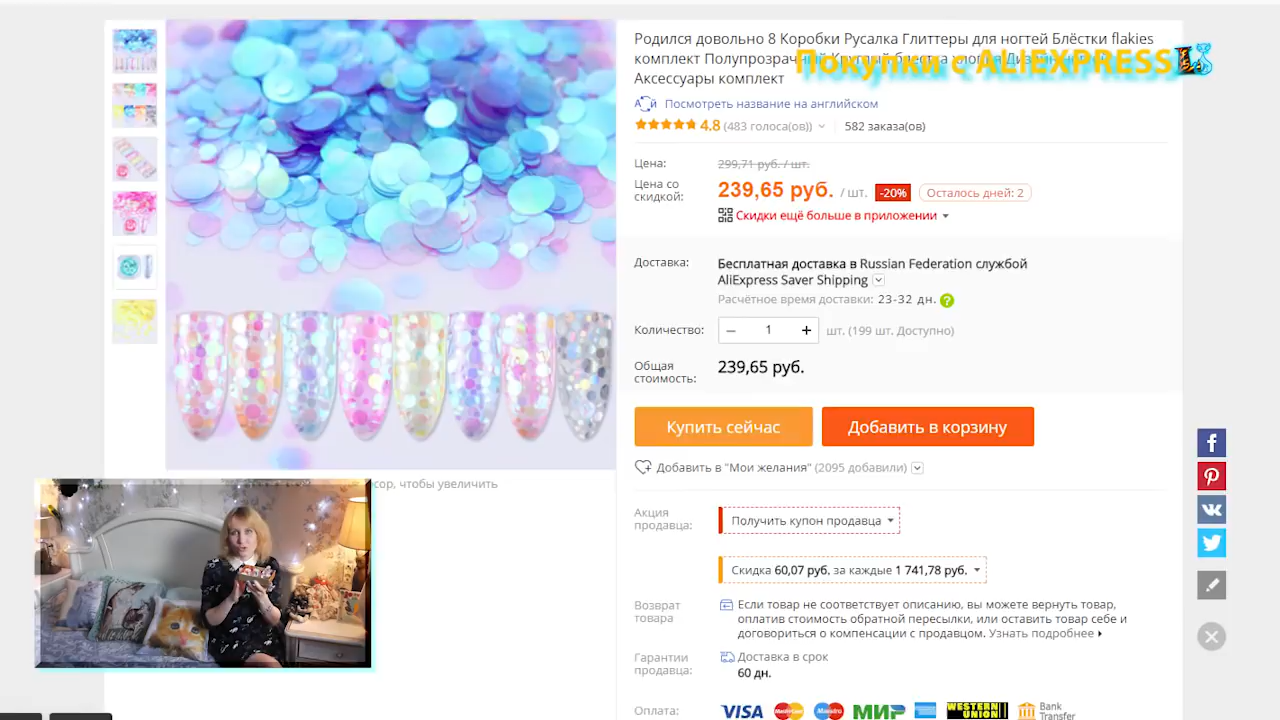 Родился довольно 8 Коробки Русалка Глиттеры для ногтей Блёстки flakies
комплект Полупрозрачный Круглый блестка хлопья Дизайн
Аксессуары комплект
Покупки с ALIEXPRESS
Посмотреть название на английском
4.8 (483 голоса(ов)) 582 заказа(ов)
Цена: 299,71 руб. / шт.
Цена со
скидкой:
239,65 руб. / шт. -20% Осталось дней: 2
Скидки ещё больше в приложении
Доставка: Бесплатная доставка в Russian Federation службой
AliExpress Saver Shipping
Расчётное время доставки: 23-32 дн. ?
Количество: – 1 + шт. (199 шт. Доступно)
Общая
стоимость:
239,65 руб.
Купить сейчас Добавить в корзину
Добавить в "Мои желания" (2095 добавили)
сор, чтобы увеличить
Акция
продавца:
Получить купон продавца
Скидка 60,07 руб. за каждые 1 741,78 руб.
Возврат
товара
Если товар не соответствует описанию, вы можете вернуть товар,
оплатив стоимость обратной пересылки, или оставить товар себе и
договориться о компенсации с продавцом. Узнать подробнее
Гарантии
продавца:
Доставка в срок
60 дн.
Оплата: VISA MasterCard Maestro МИР WESTERN UNION Bank
Transfer